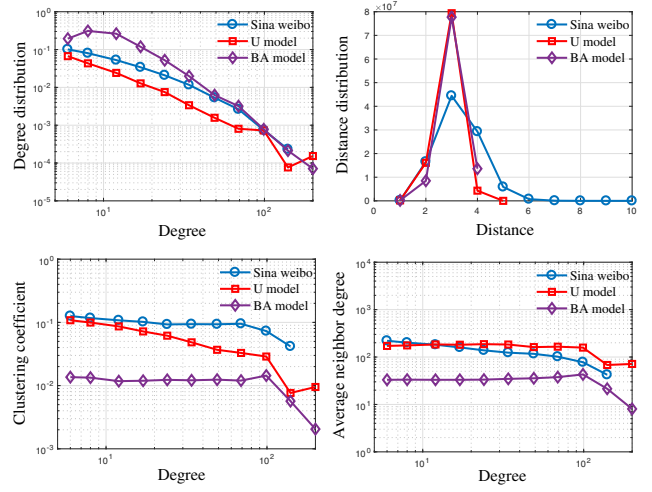 10^0
10^-1
10^-2
10^-3
10^-4
10^-5
10^1
10^2
Degree distribution
Degree
Sina weibo
U model
BA model
×10^7
8
7
6
5
4
3
2
1
0
0
2
4
6
8
10
Distance distribution
Distance
Sina weibo
U model
BA model
10^0
10^-1
10^-2
10^-3
10^1
10^2
Clustering coefficient
Degree
Sina weibo
U model
BA model
10^4
10^3
10^2
10^1
10^0
10^1
10^2
Average neighbor degree
Degree
Sina weibo
U model
BA model